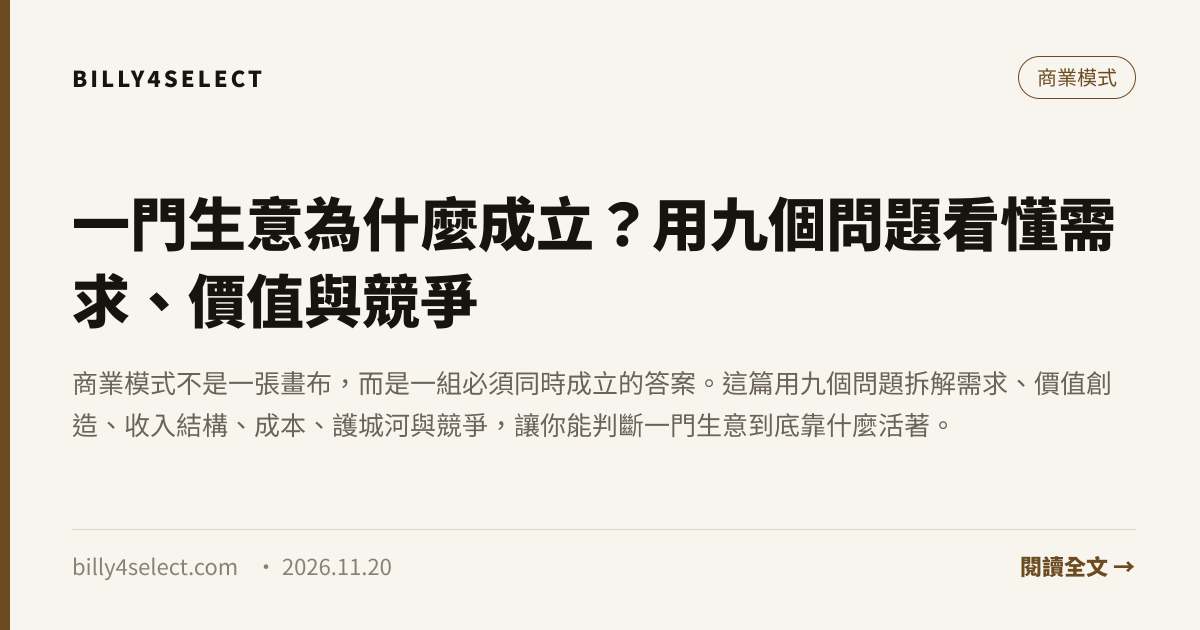 BILLY4SELECT
商業模式
一門生意為什麼成立？用九個問題看懂需
求、價值與競爭
商業模式不是一張畫布，而是一組必須同時成立的答案。這篇用九個問題拆解需求、價值創
造、收入結構、成本、護城河與競爭，讓你能判斷一門生意到底靠什麼活著。
billy4select.com ・ 2026.11.20
閱讀全文 →